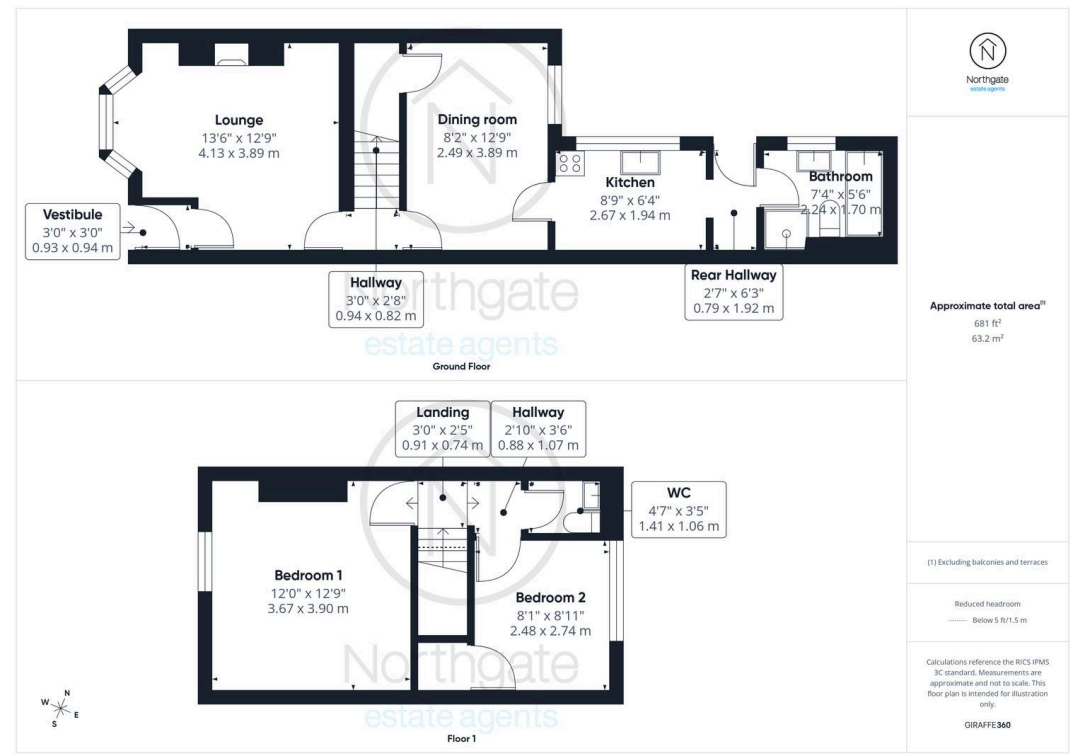 Lounge
13'6" x 12'9"
4.13 x 3.89 m
Dining room
8'2" x 12'9"
2.49 x 3.89 m
Kitchen
8'9" x 6'4"
2.67 x 1.94 m
Bathroom
7'4" x 5'6"
2.24 x 1.70 m
Vestibule
3'0" x 3'0"
0.93 x 0.94 m
Hallway
3'0" x 2'8"
0.94 x 0.82 m
Rear Hallway
2'7" x 6'3"
0.79 x 1.92 m
Northgate
estate agents
Ground Floor
Landing
3'0" x 2'5"
0.91 x 0.74 m
Hallway
2'10" x 3'6"
0.88 x 1.07 m
WC
4'7" x 3'5"
1.41 x 1.06 m
Bedroom 1
12'0" x 12'9"
3.67 x 3.90 m
Bedroom 2
8'1" x 8'11"
2.48 x 2.74 m
Northgate
estate agents
Floor 1
N
W
E
S
N
Northgate
estate agents
Approximate total area(1)
681 ft²
63.2 m²
(1) Excluding balconies and terraces
Reduced headroom
Below 5 ft/1.5 m
Calculations reference the RICS IPMS
3C standard. Measurements are
approximate and not to scale. This
floor plan is intended for illustration
only.
GIRAFFE360